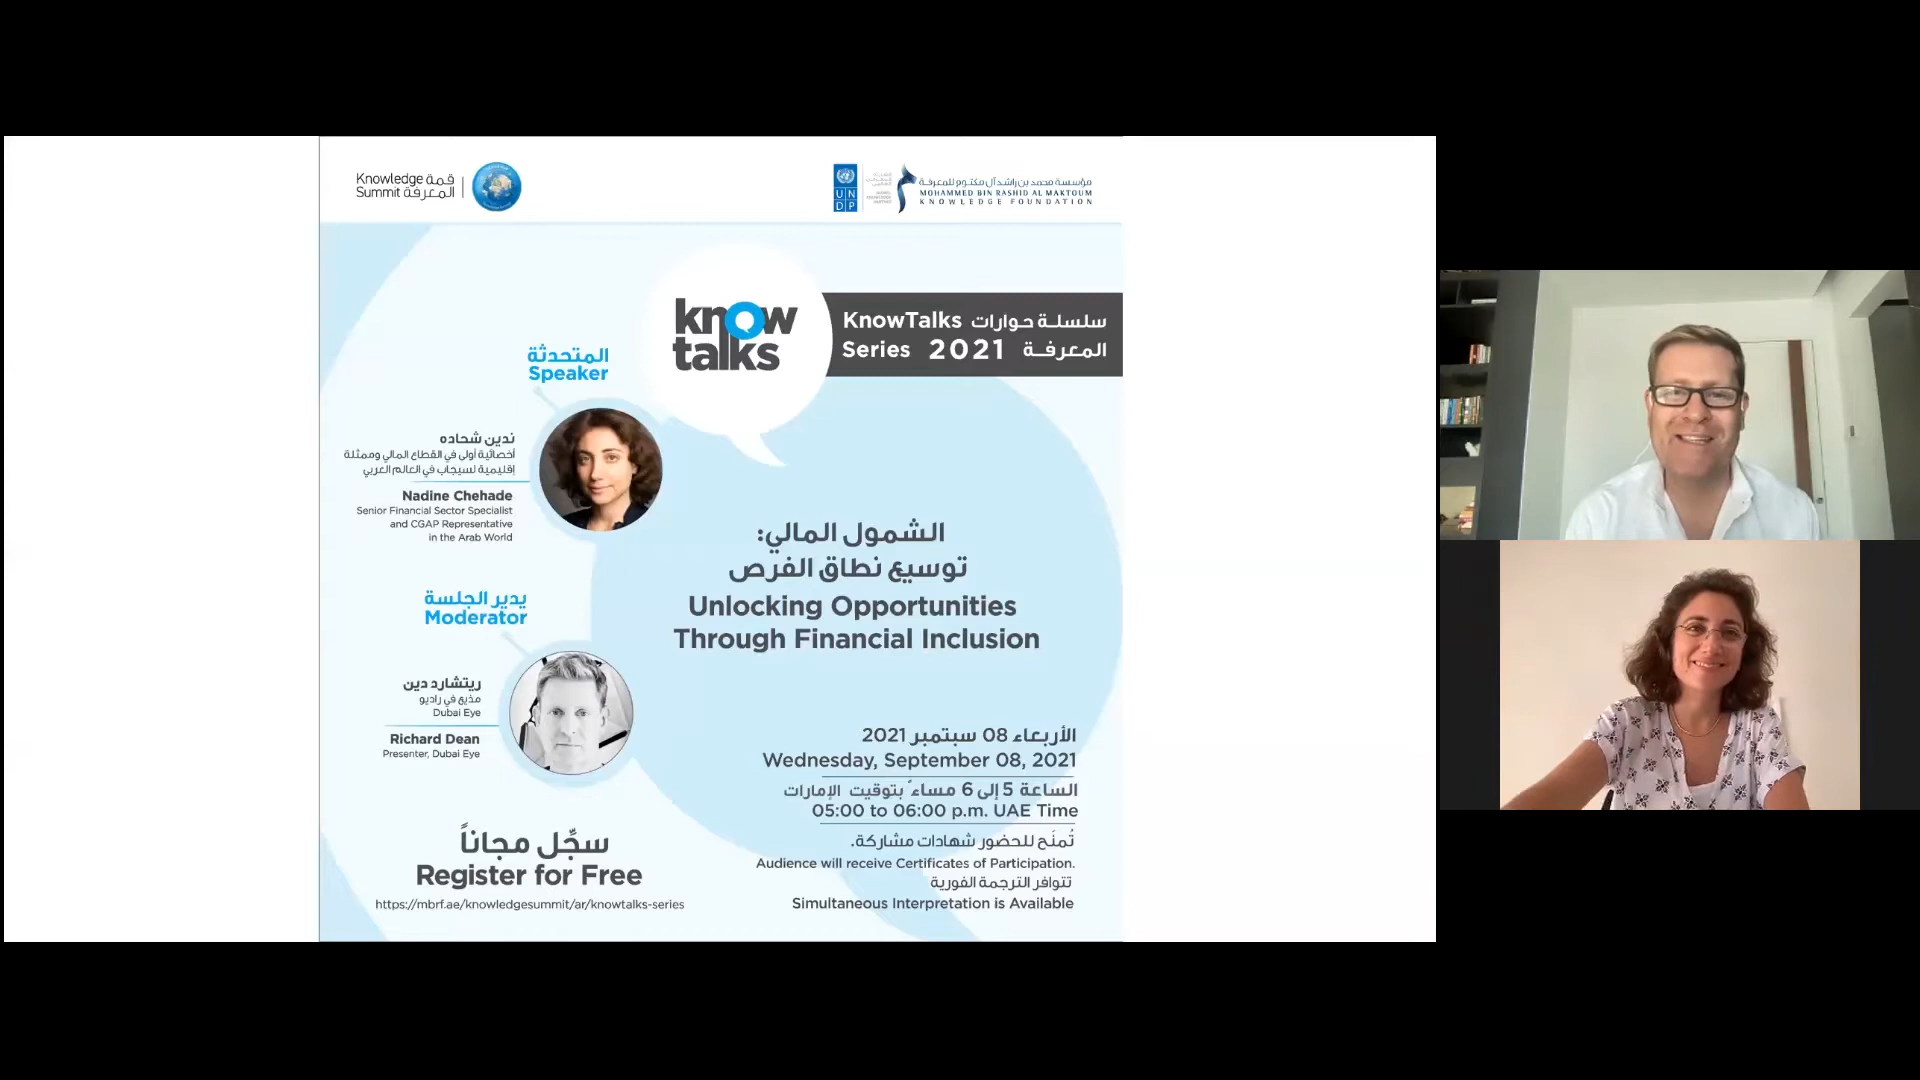 Knowledge قمة
Summit المعرفة
UN
DP
مؤسسة محمد بن راشد آل مكتوم للمعرفة
MOHAMMED BIN RASHID AL MAKTOUM
KNOWLEDGE FOUNDATION
know
talks
KnowTalks سلسلة حوارات
Series 2021 المعرفة
المتحدثة
Speaker
ندين شحاده
أخصائية أولى في القطاع المالي وممثلة
إقليمية لسيجاب في العالم العربي
Nadine Chehade
Senior Financial Sector Specialist
and CGAP Representative
in the Arab World
الشمول المالي:
توسيع نطاق الفرص
Unlocking Opportunities
Through Financial Inclusion
يدير الجلسة
Moderator
ريتشارد دين
مذيع في راديو
Dubai Eye
Richard Dean
Presenter, Dubai Eye
الأربعاء 08 سبتمبر 2021
Wednesday, September 08, 2021
الساعة 5 إلى 6 مساءً بتوقيت الإمارات
05:00 to 06:00 p.m. UAE Time
تُمنَح للحضور شهادات مشاركة.
Audience will receive Certificates of Participation.
تتوافر الترجمة الفورية
Simultaneous Interpretation is Available
سجِّل مجاناً
Register for Free
https://mbrf.ae/knowledgesummit/ar/knowtalks-series